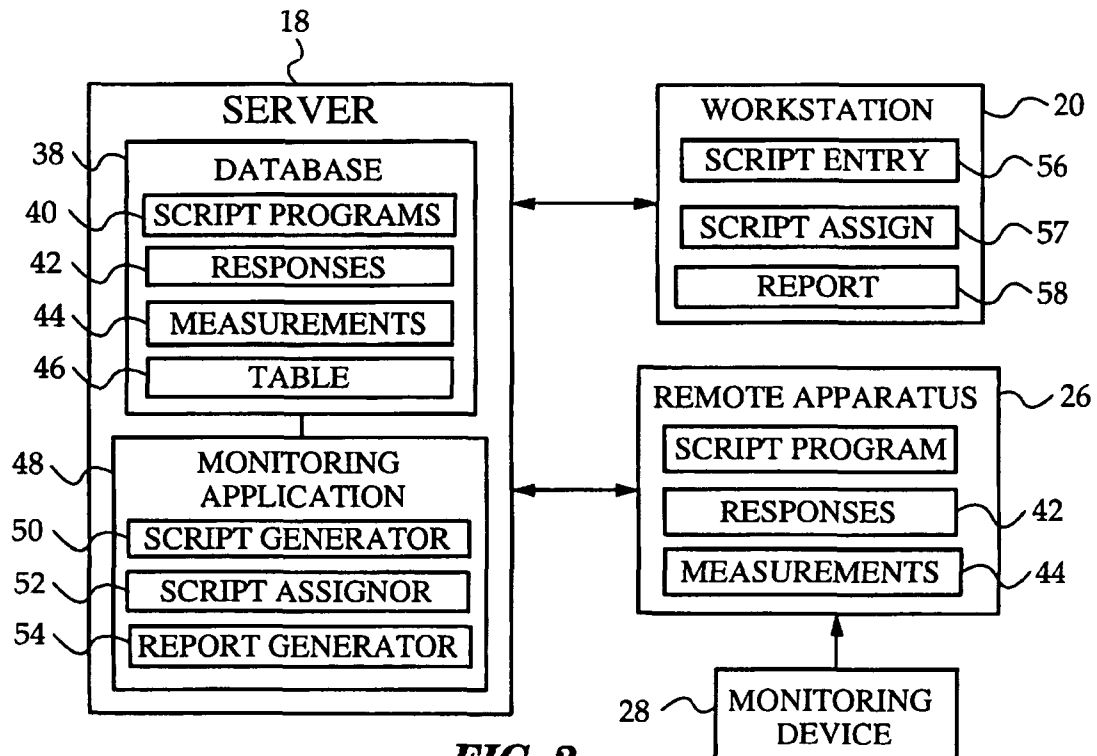 18
SERVER
38
DATABASE
40
SCRIPT PROGRAMS
42
RESPONSES
44
MEASUREMENTS
46
TABLE
48
MONITORING
APPLICATION
50
SCRIPT GENERATOR
52
SCRIPT ASSIGNOR
54
REPORT GENERATOR
WORKSTATION
20
SCRIPT ENTRY
56
SCRIPT ASSIGN
57
REPORT
58
REMOTE APPARATUS
26
SCRIPT PROGRAM
RESPONSES
42
MEASUREMENTS
44
28
MONITORING
DEVICE